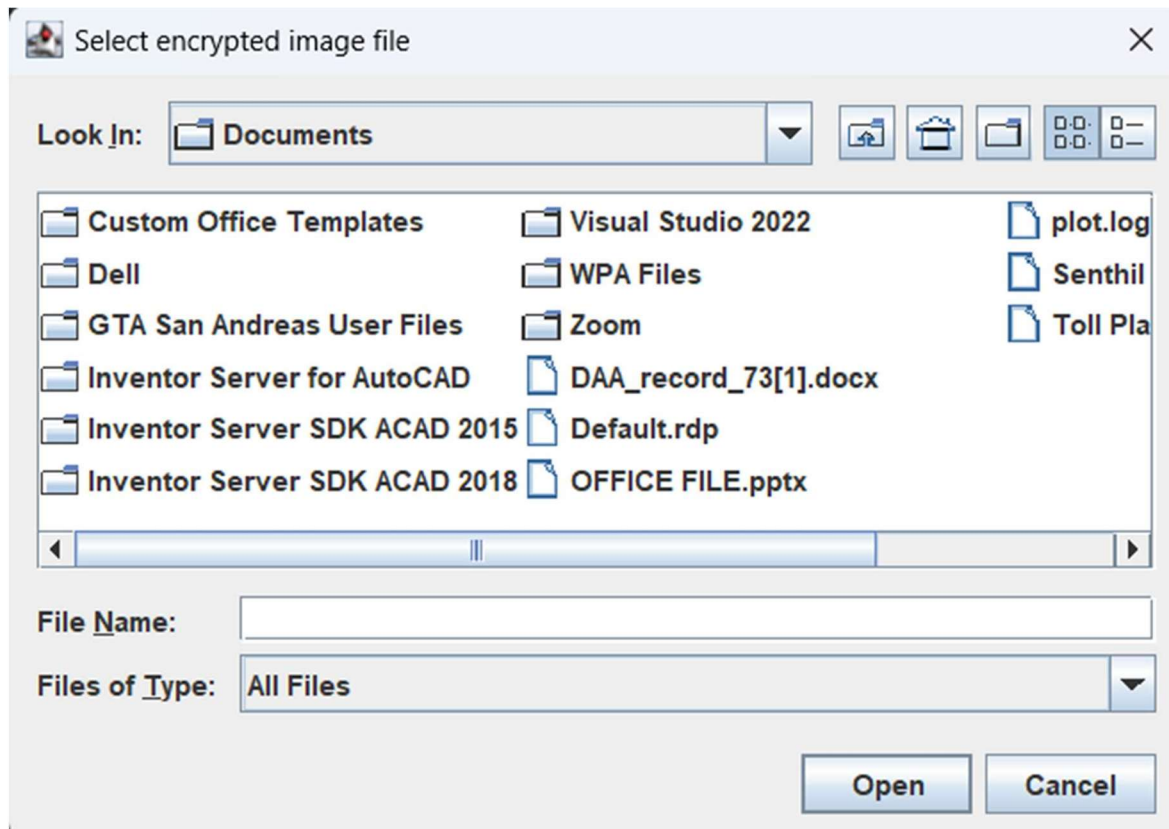 Select encrypted image file
Look In: Documents
Custom Office Templates
Dell
GTA San Andreas User Files
Inventor Server for AutoCAD
Inventor Server SDK ACAD 2015
Inventor Server SDK ACAD 2018
Visual Studio 2022
WPA Files
Zoom
DAA_record_73[1].docx
Default.rdp
OFFICE FILE.pptx
plot.log
Senthil
Toll Pla
File Name:
Files of Type: All Files
Open Cancel